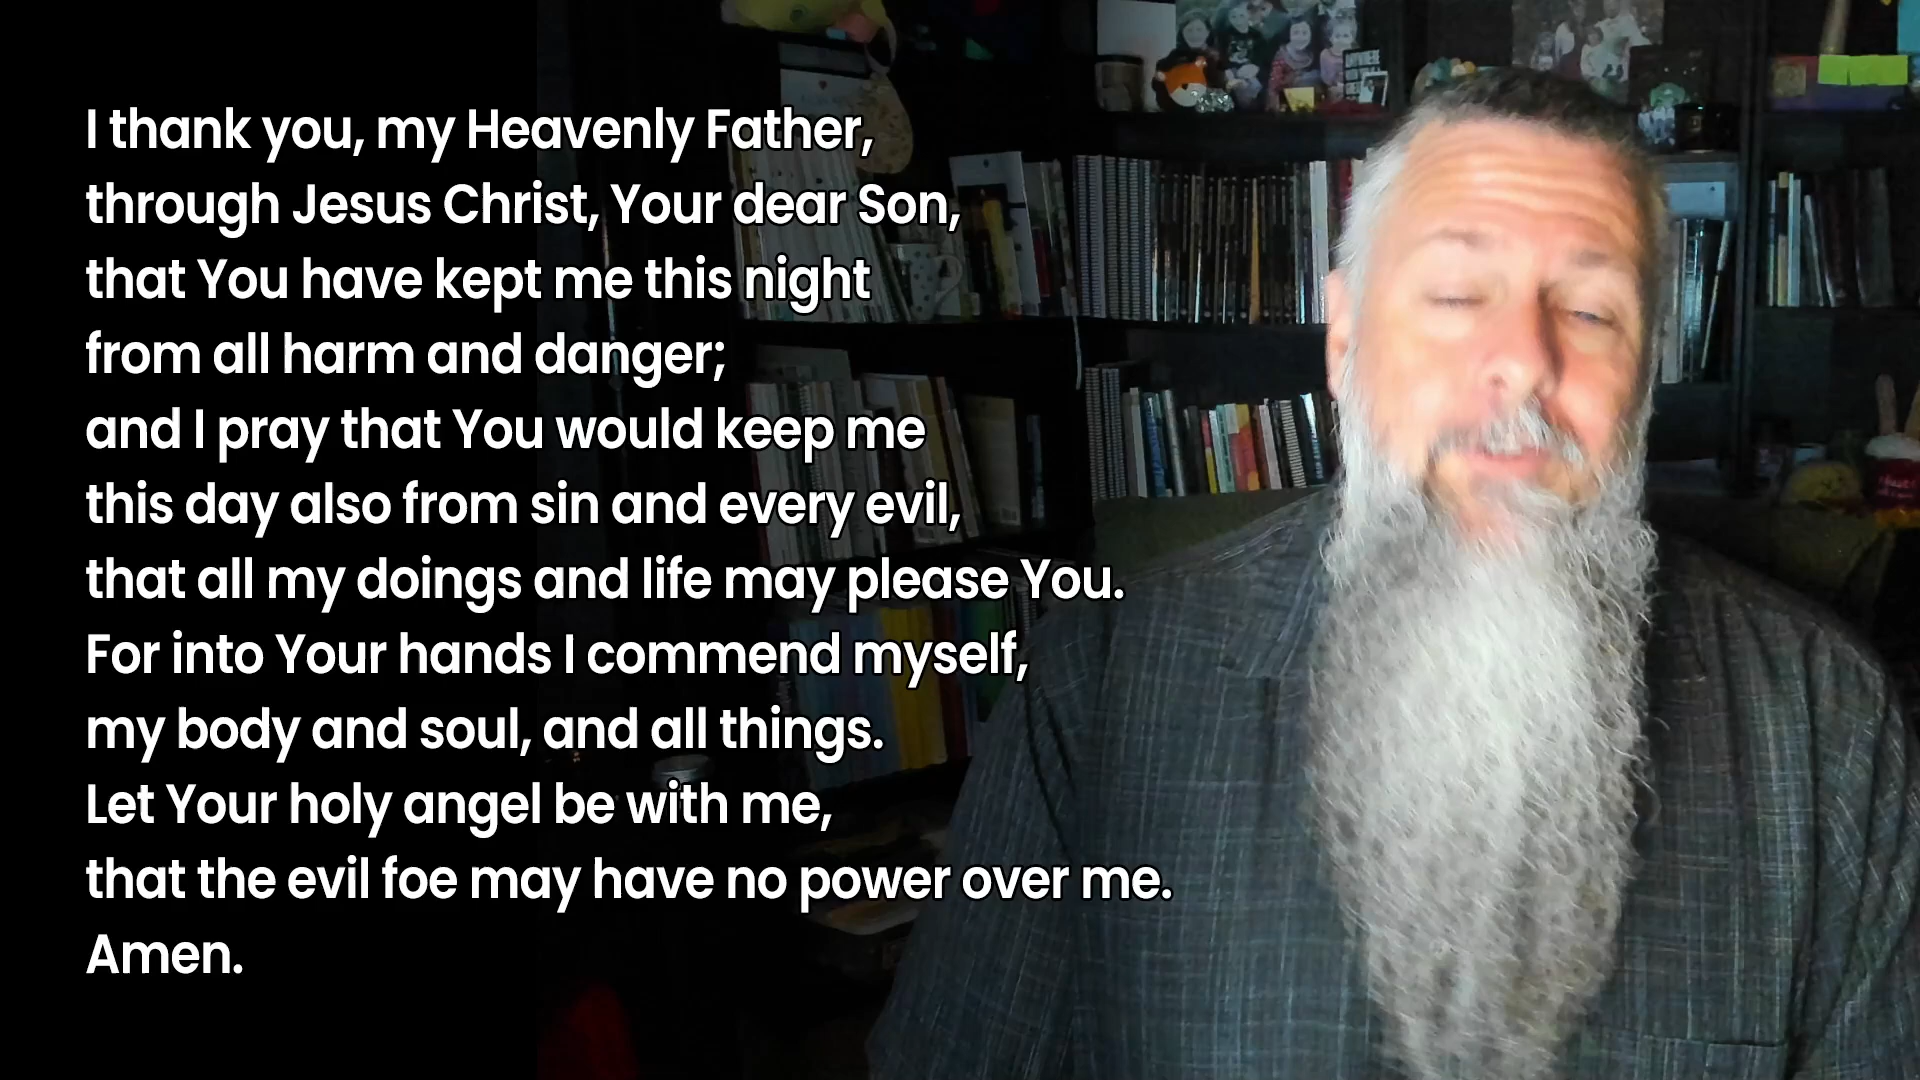 I thank you, my Heavenly Father,
through Jesus Christ, Your dear Son,
that You have kept me this night
from all harm and danger;
and I pray that You would keep me
this day also from sin and every evil,
that all my doings and life may please You.
For into Your hands I commend myself,
my body and soul, and all things.
Let Your holy angel be with me,
that the evil foe may have no power over me.
Amen.